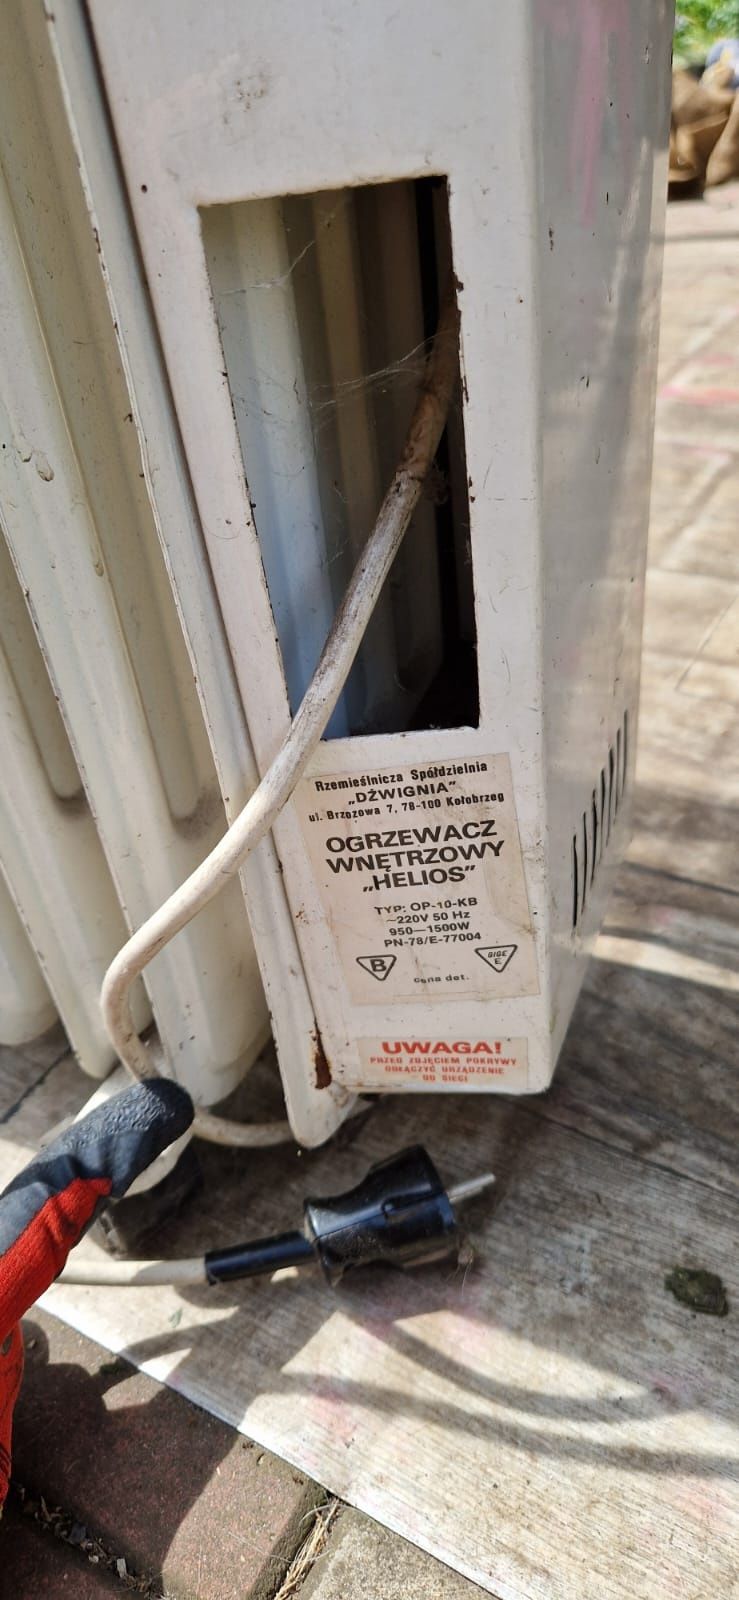 Rzemieślnicza Spółdzielnia
„DŹWIGNIA”
ul. Brzozowa 7, 78-100 Kołobrzeg
OGRZEWACZ
WNĘTRZOWY
„HELIOS”
TYP: OP-10-KB
~220V 50 Hz
950—1500W
PN-78/E-77004
B
BIGE
E
cena det.
UWAGA!
PRZED ZDJĘCIEM POKRYWY
ODŁĄCZYĆ URZĄDZENIE
OD SIECI